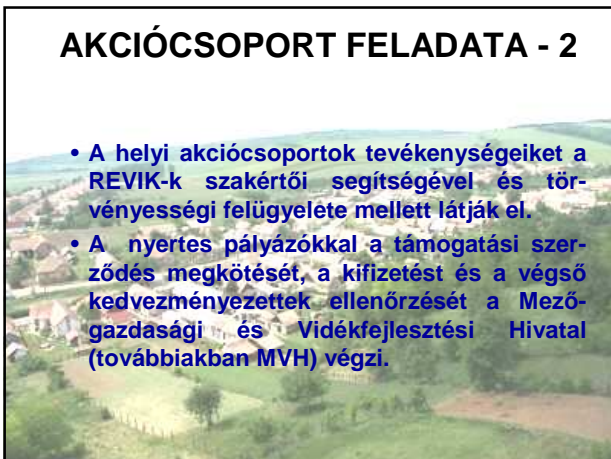 AKCIÓCSOPORT FELADATA - 2
• A helyi akciócsoportok tevékenységeiket a
REVIK-k szakértői segítségével és tör-
vényességi felügyelete mellett látják el.
• A nyertes pályázókkal a támogatási szer-
ződés megkötését, a kifizetést és a végső
kedvezményezettek ellenőrzését a Mező-
gazdasági és Vidékfejlesztési Hivatal
(továbbiakban MVH) végzi.